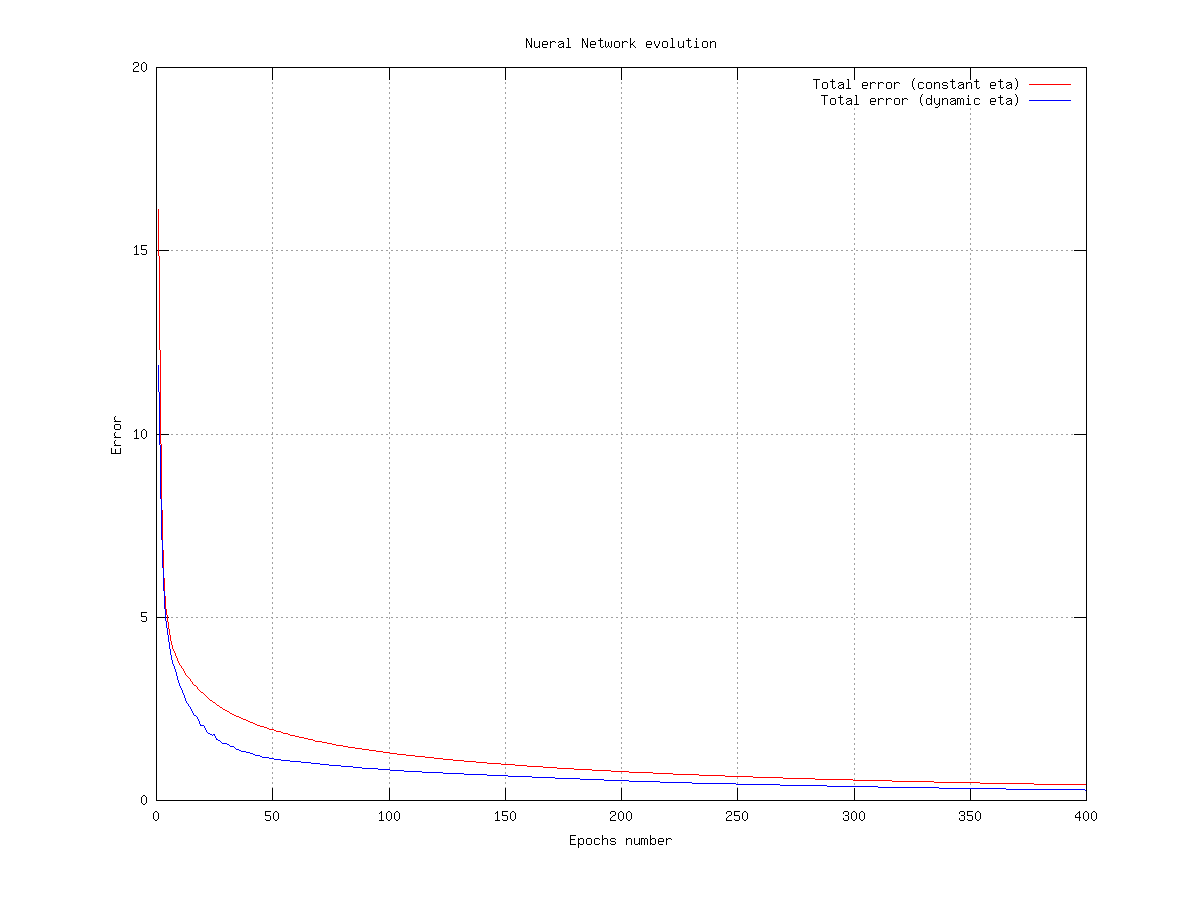 Nueral Network evolution
20
Total error (constant eta)
Total error (dynamic eta)
15
10
Error
5
0
0 50 100 150 200 250 300 350 400
Epochs number